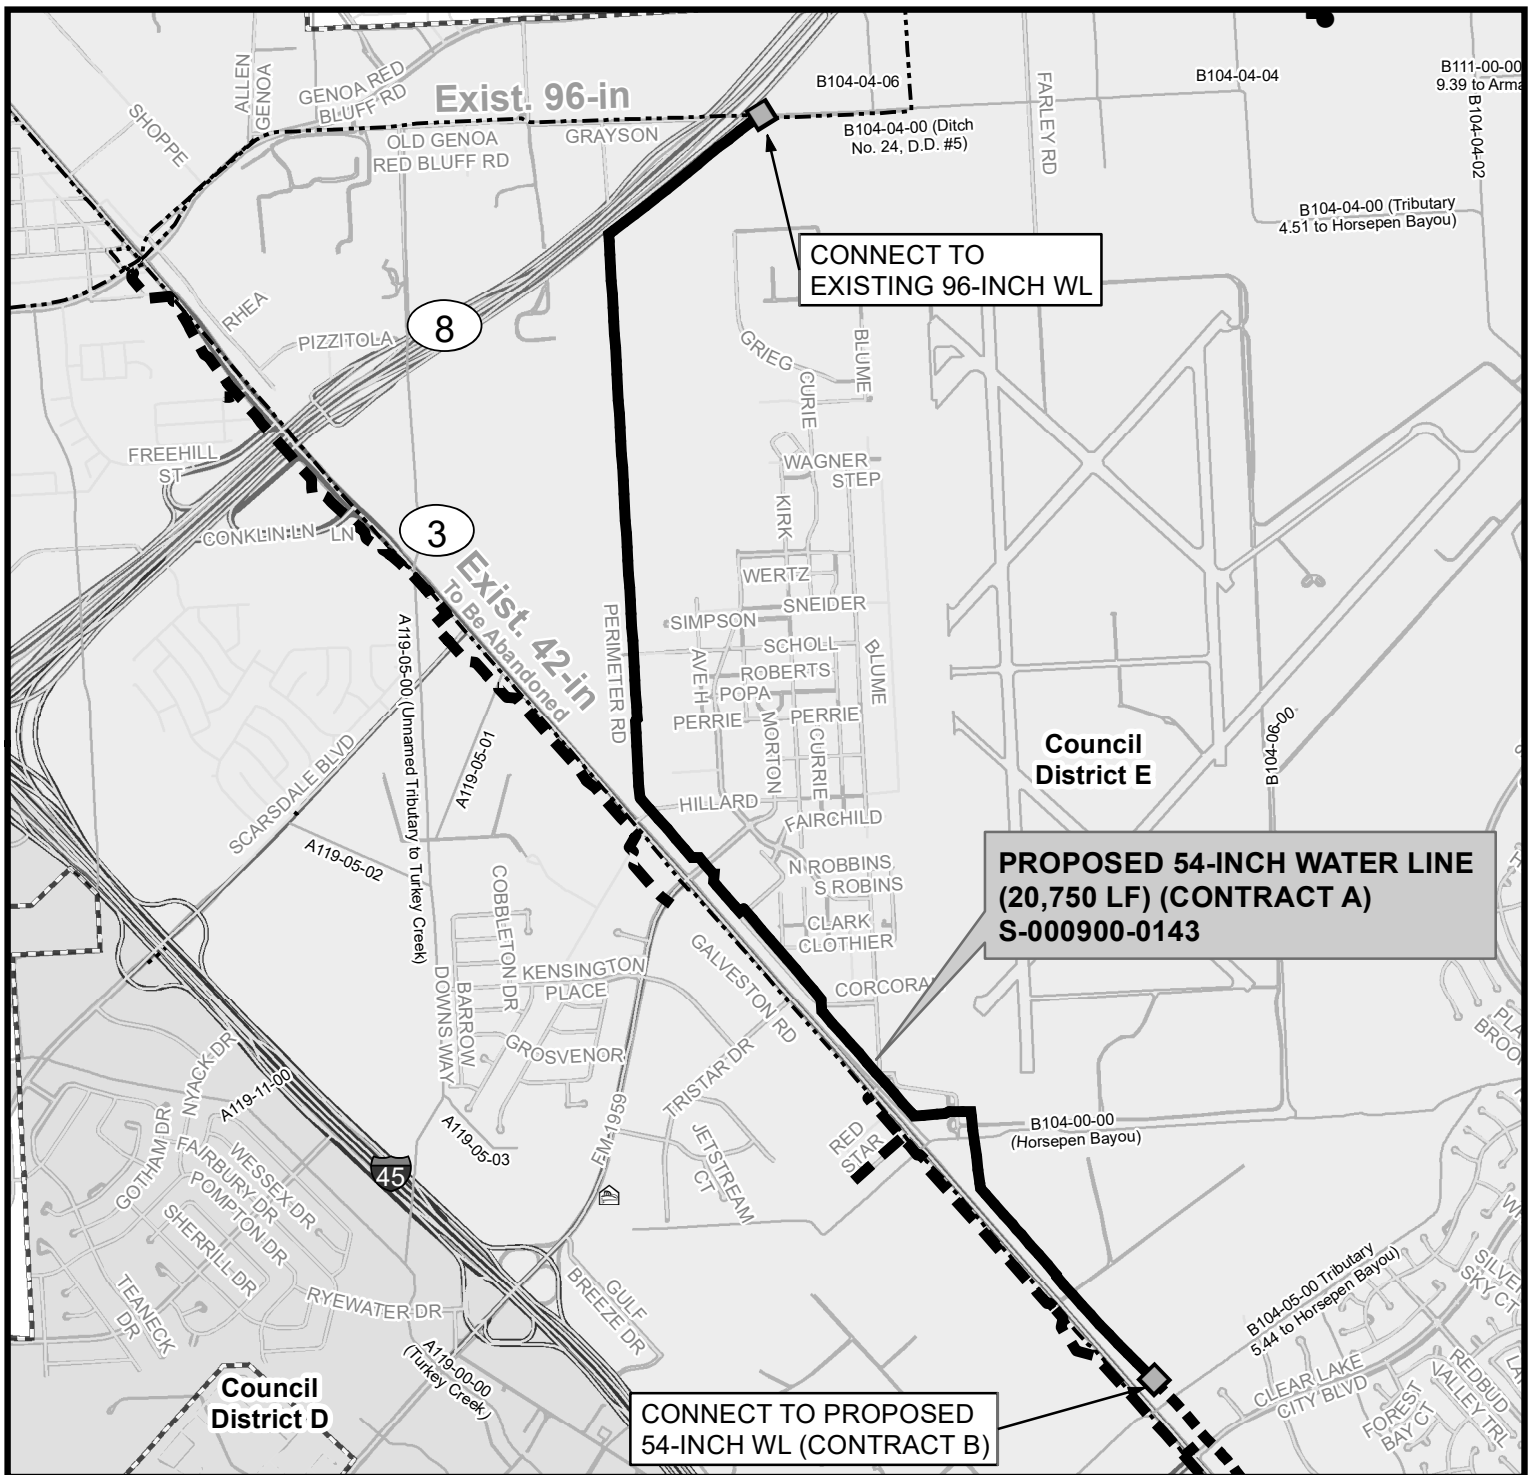 ALLEN
GENOA
GENOA RED
BLUFF RD
Exist. 96-in
B104-04-06
FARLEY RD
B104-04-04
B111-00-00
9.39 to Arma
B104-04-02
SHOPPE
OLD GENOA
RED BLUFF RD
GRAYSON
B104-04-00 (Ditch
No. 24, D.D. #5)
B104-04-00 (Tributary
4.51 to Horsepen Bayou)
CONNECT TO
EXISTING 96-INCH WL
RHEA
PIZZITOLA
8
GRIEG
CURIE
BLUME
FREEHILL
ST
WAGNER
STEP
KIRK
CONKLIN LN
LN
3
Exist. 42-in
To Be Abandoned
WERTZ
SNEIDER
SIMPSON
SCHOLL
ROBERTS
POPA
AVE H
BLUME
PERIMETER RD
PERRIE
PERRIE
MORTON
CURRIE
A119-05-00 (Unnamed Tributary to Turkey Creek)
A119-05-01
SCARSDALE BLVD
A119-05-02
Council
District E
B104-06-00
HILLARD
FAIRCHILD
N ROBBINS
S ROBINS
CLARK
CLOTHIER
PROPOSED 54-INCH WATER LINE
(20,750 LF) (CONTRACT A)
S-000900-0143
COBBLETON DR
KENSINGTON
PLACE
BARROW
DOWNS WAY
GROSVENOR
GALVESTON RD
CORCORA
NYACK DR
A119-11-00
GOTHAM DR
FAIRBURY DR
WESSEX DR
POMPTON DR
SHERRILL DR
TEANECK
DR
RYEWATER DR
A119-05-03
45
FM 1959
TRISTAR DR
JETSTREAM
CT
RED
STAR
B104-00-00
(Horsepen Bayou)
GULF
BREEZE DR
A119-00-00
(Turkey Creek)
Council
District D
CONNECT TO PROPOSED
54-INCH WL (CONTRACT B)
B104-05-00 Tributary
5.44 to Horsepen Bayou)
CLEAR LAKE
CITY BLVD
FOREST
BAY CT
REDBUD
VALLEY TRL
SKY CT